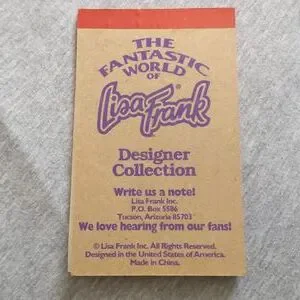 THE
FANTASTIC
WORLD
OF
Lisa Frank®
Designer
Collection
Write us a note!
Lisa Frank Inc.
P.O. Box 5586
Tucson, Arizona 85703
We love hearing from our fans!
© Lisa Frank Inc. All Rights Reserved.
Designed in the United States of America.
Made in China.